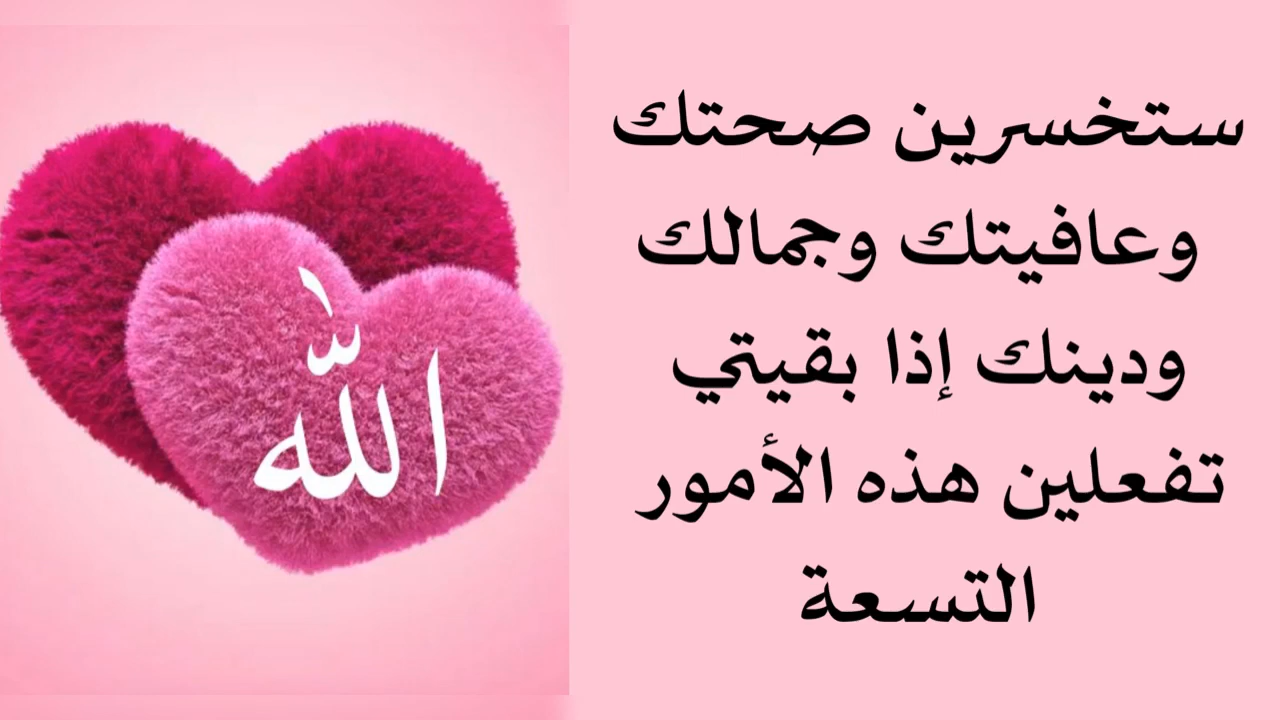 الله
ستخسرين صحتك
وعافيتك وجمالك
ودينك إذا بقيتي
تفعلين هذه الأمور
التسعة